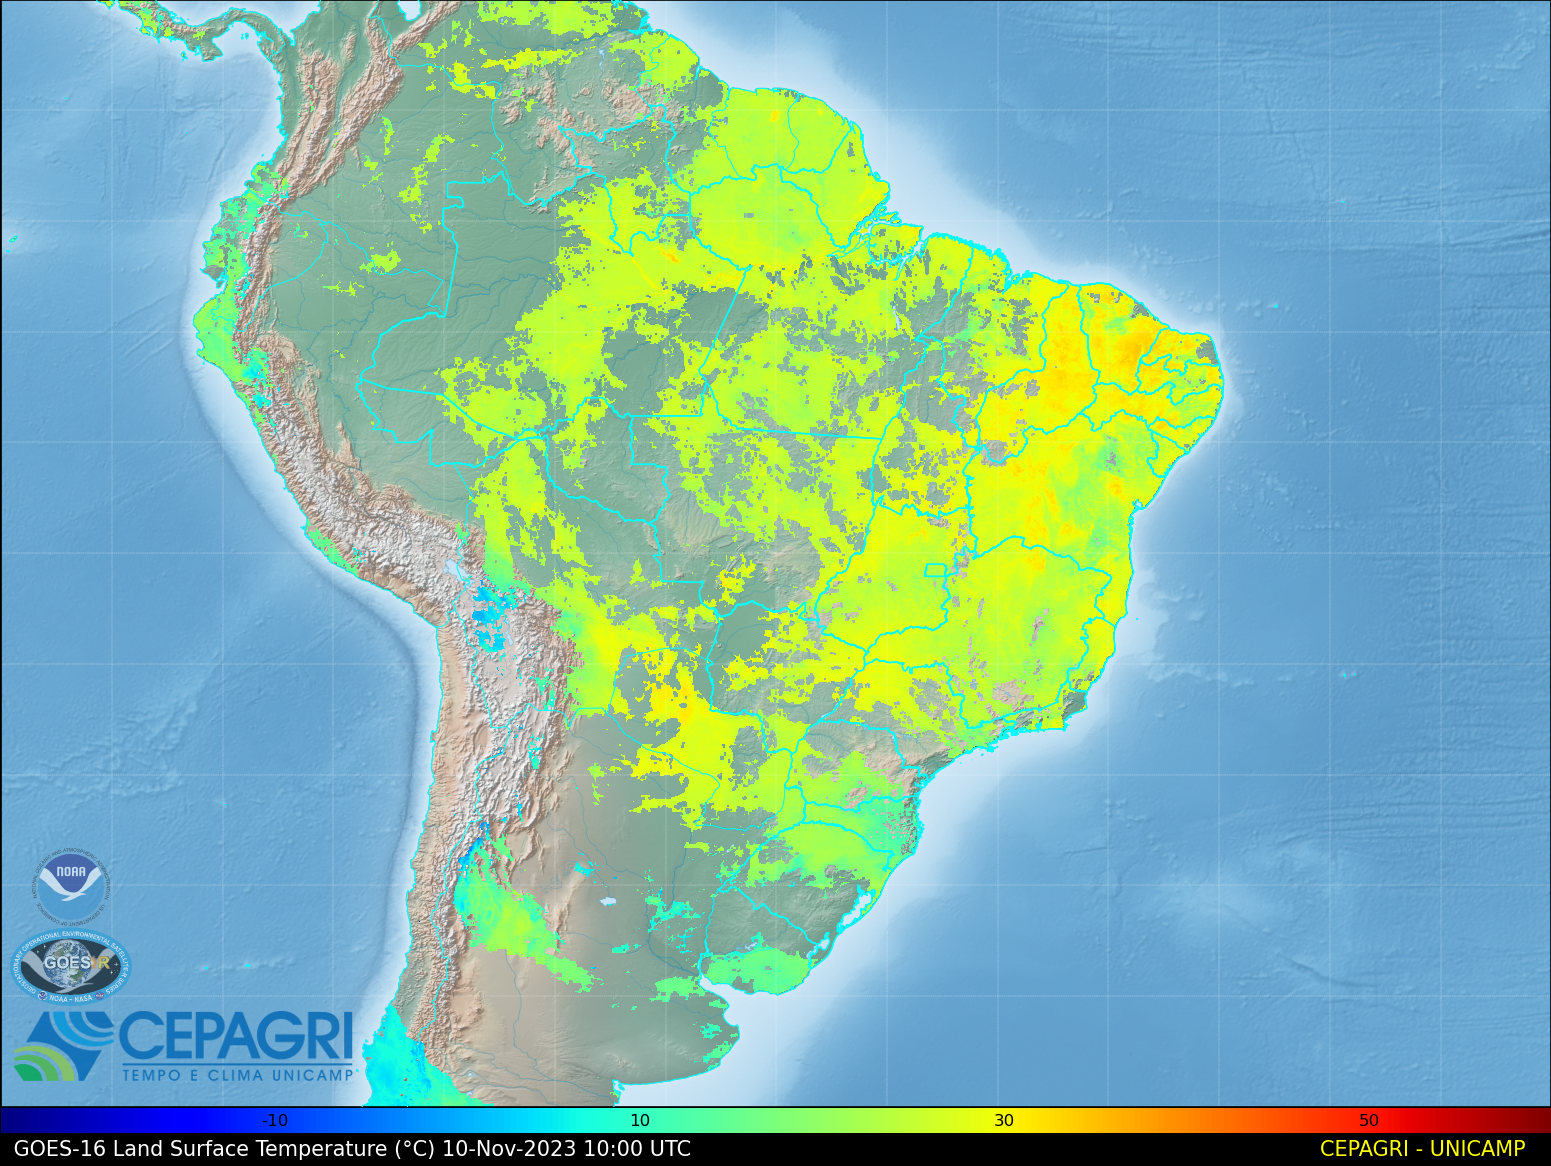 NOAA
GOES-R
NOAA - NASA
CEPAGRI
TEMPO E CLIMA UNICAMP
-10 10 30 50
GOES-16 Land Surface Temperature (°C) 10-Nov-2023 10:00 UTC CEPAGRI - UNICAMP